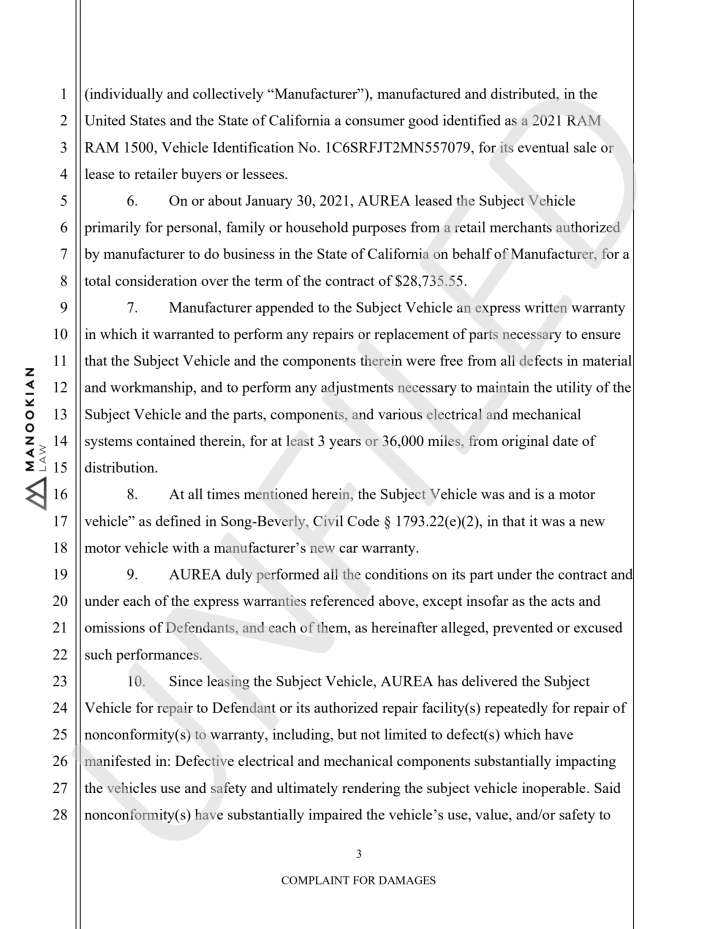 1 (individually and collectively “Manufacturer”), manufactured and distributed, in the
2 United States and the State of California a consumer good identified as a 2021 RAM
3 RAM 1500, Vehicle Identification No. 1C6SRFJT2MN557079, for its eventual sale or
4 lease to retailer buyers or lessees.
5 6. On or about January 30, 2021, AUREA leased the Subject Vehicle
6 primarily for personal, family or household purposes from a retail merchants authorized
7 by manufacturer to do business in the State of California on behalf of Manufacturer, for a
8 total consideration over the term of the contract of $28,735.55.
9 7. Manufacturer appended to the Subject Vehicle an express written warranty
10 in which it warranted to perform any repairs or replacement of parts necessary to ensure
11 that the Subject Vehicle and the components therein were free from all defects in material
12 and workmanship, and to perform any adjustments necessary to maintain the utility of the
13 Subject Vehicle and the parts, components, and various electrical and mechanical
14 systems contained therein, for at least 3 years or 36,000 miles, from original date of
15 distribution.
16 8. At all times mentioned herein, the Subject Vehicle was and is a motor
17 vehicle” as defined in Song-Beverly, Civil Code § 1793.22(e)(2), in that it was a new
18 motor vehicle with a manufacturer’s new car warranty.
19 9. AUREA duly performed all the conditions on its part under the contract and
20 under each of the express warranties referenced above, except insofar as the acts and
21 omissions of Defendants, and each of them, as hereinafter alleged, prevented or excused
22 such performances.
23 10. Since leasing the Subject Vehicle, AUREA has delivered the Subject
24 Vehicle for repair to Defendant or its authorized repair facility(s) repeatedly for repair of
25 nonconformity(s) to warranty, including, but not limited to defect(s) which have
26 manifested in: Defective electrical and mechanical components substantially impacting
27 the vehicles use and safety and ultimately rendering the subject vehicle inoperable. Said
28 nonconformity(s) have substantially impaired the vehicle’s use, value, and/or safety to
3
COMPLAINT FOR DAMAGES
MANOOKIAN
LAW
UNFILED